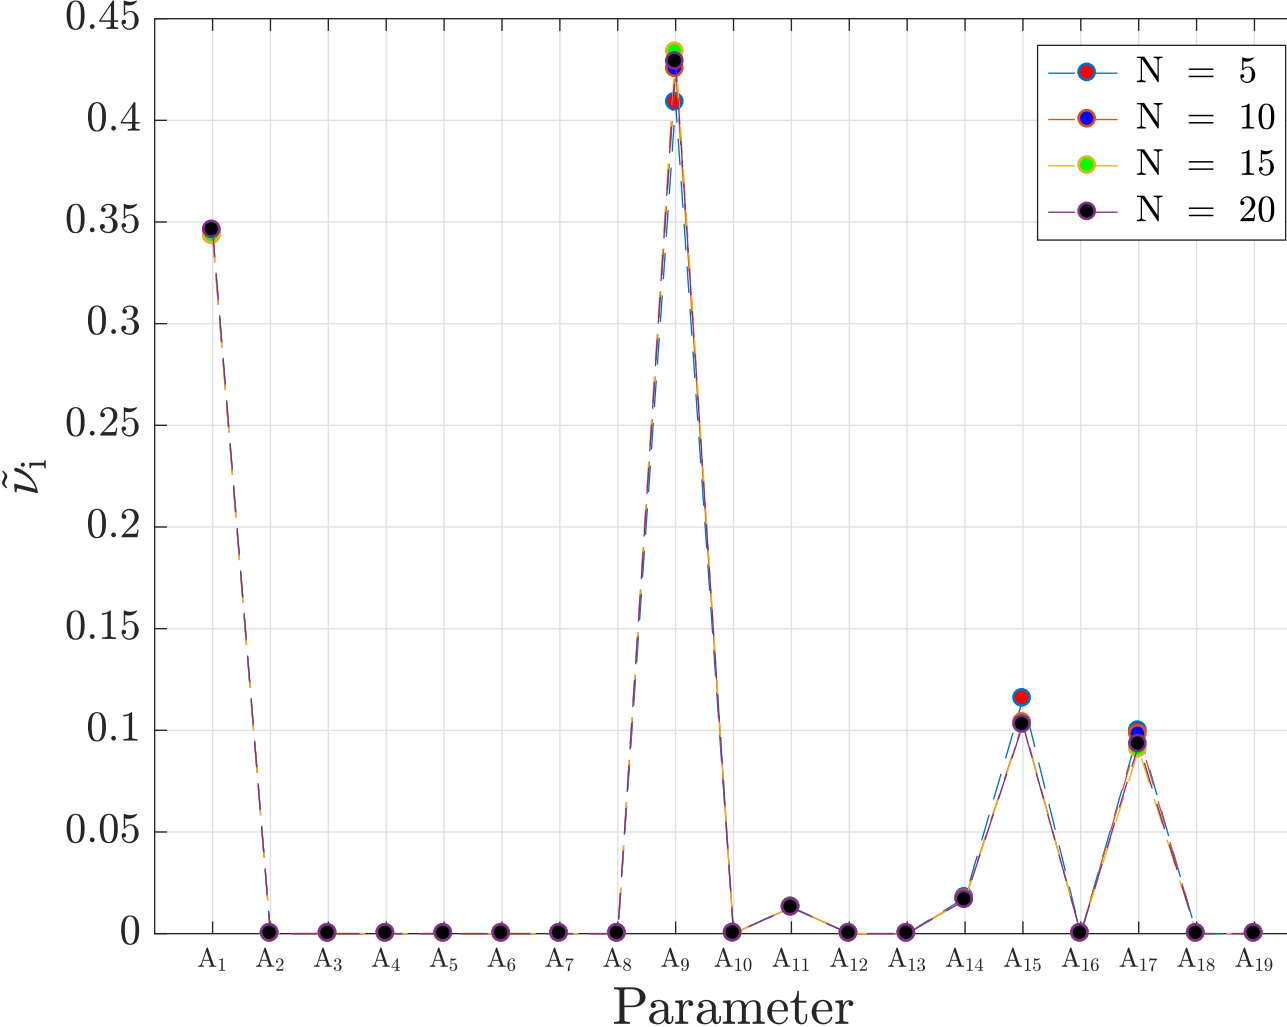 0.45
0.4
0.35
0.3
0.25
0.2
0.15
0.1
0.05
0
ν̃ᵢ
N = 5
N = 10
N = 15
N = 20
A₁ A₂ A₃ A₄ A₅ A₆ A₇ A₈ A₉ A₁₀ A₁₁ A₁₂ A₁₃ A₁₄ A₁₅ A₁₆ A₁₇ A₁₈ A₁₉
Parameter